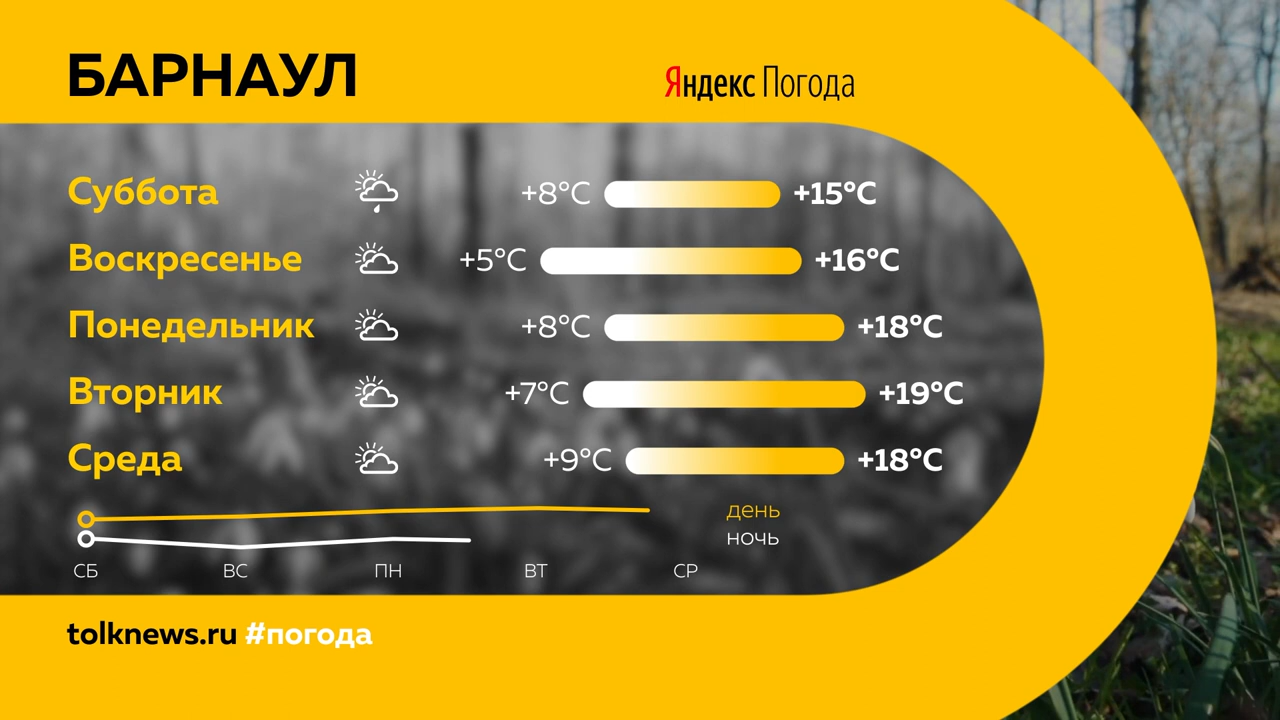 БАРНАУЛ
Яндекс Погода
Суббота +8°C +15°C
Воскресенье +5°C +16°C
Понедельник +8°C +18°C
Вторник +7°C +19°C
Среда +9°C +18°C
день
ночь
СБ ВС ПН ВТ СР
tolknews.ru #погода